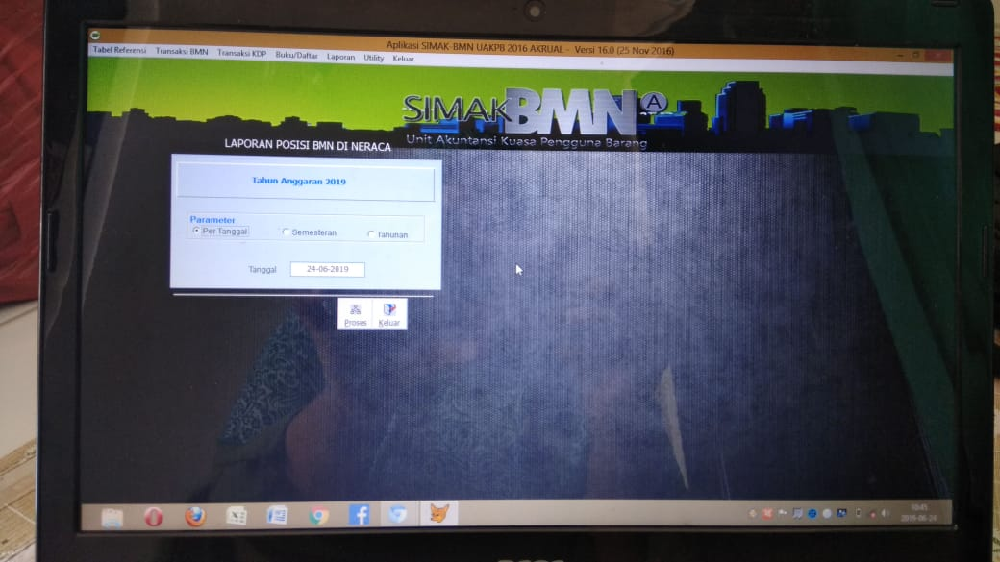 Aplikasi SIMAK-BMN UAKPB 2016 AKRUAL - Versi 16.0 (25 Nov 2016)
Tabel Referensi Transaksi BMN Transaksi KDP Buku/Daftar Laporan Utility Keluar
SIMAK BMN A
Unit Akuntansi Kuasa Pengguna Barang
LAPORAN POSISI BMN DI NERACA
Tahun Anggaran 2019
Parameter
Per Tanggal Semesteran Tahunan
Tanggal 24-06-2019
Proses Keluar
10:45
2019-06-24